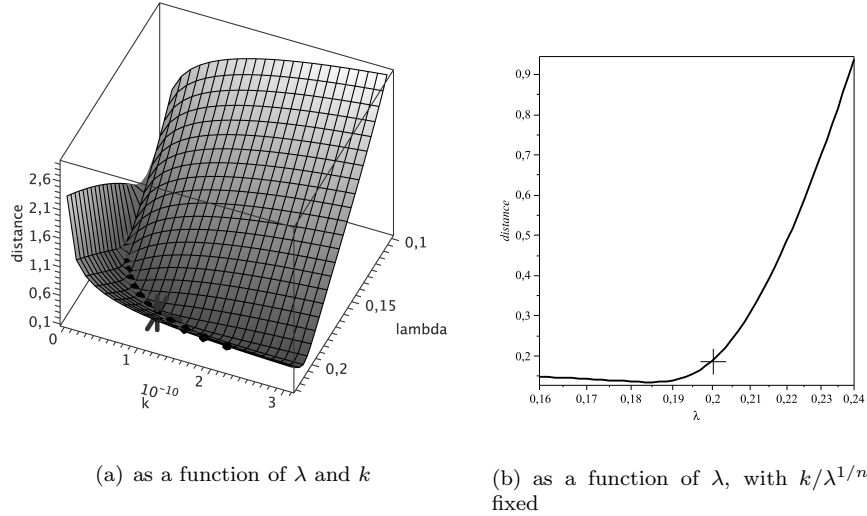 2,6
2,1
1,6
1,1
0,6
0,1
distance
0
1
2
3
10⁻¹⁰
k
0,1
0,15
0,2
lambda
0,9
0,8
0,7
0,6
0,5
0,4
0,3
0,2
distance
0,16 0,17 0,18 0,19 0,2 0,21 0,22 0,23 0,24
λ
(a) as a function of λ and k
(b) as a function of λ, with k/λ^{1/n}
fixed